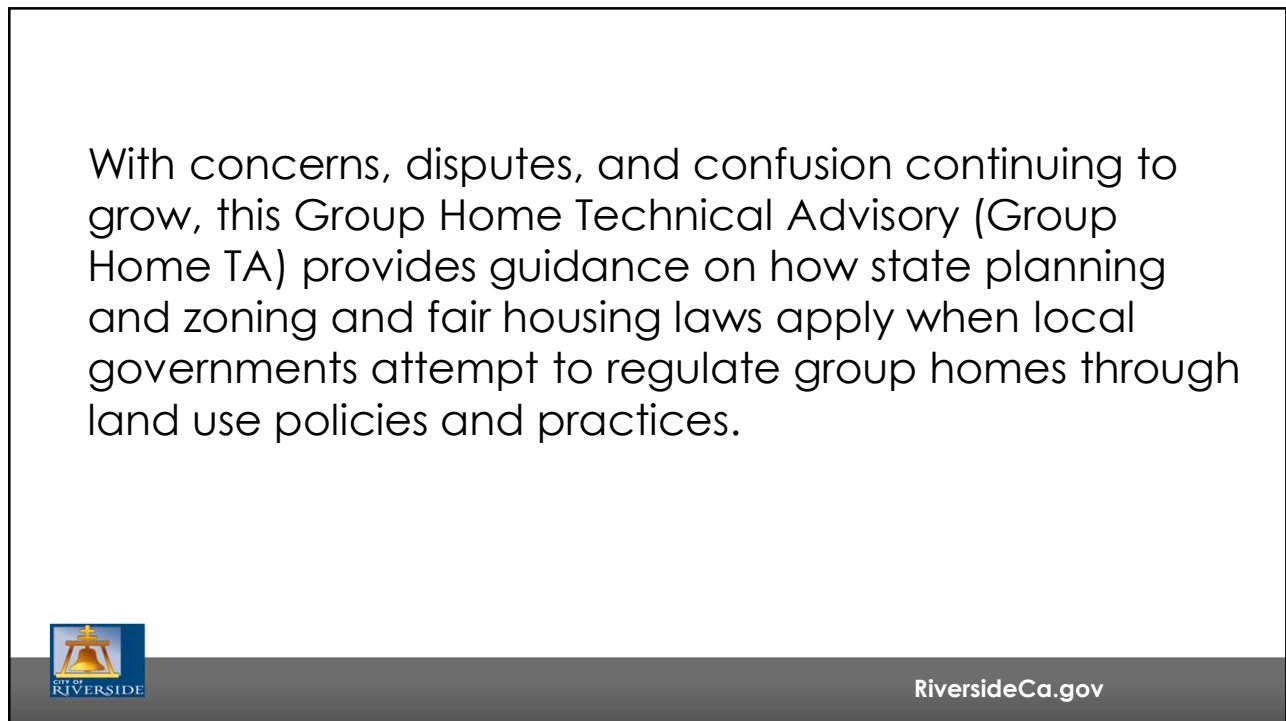 With concerns, disputes, and confusion continuing to
grow, this Group Home Technical Advisory (Group
Home TA) provides guidance on how state planning
and zoning and fair housing laws apply when local
governments attempt to regulate group homes through
land use policies and practices.
CITY OF
RIVERSIDE
RiversideCa.gov